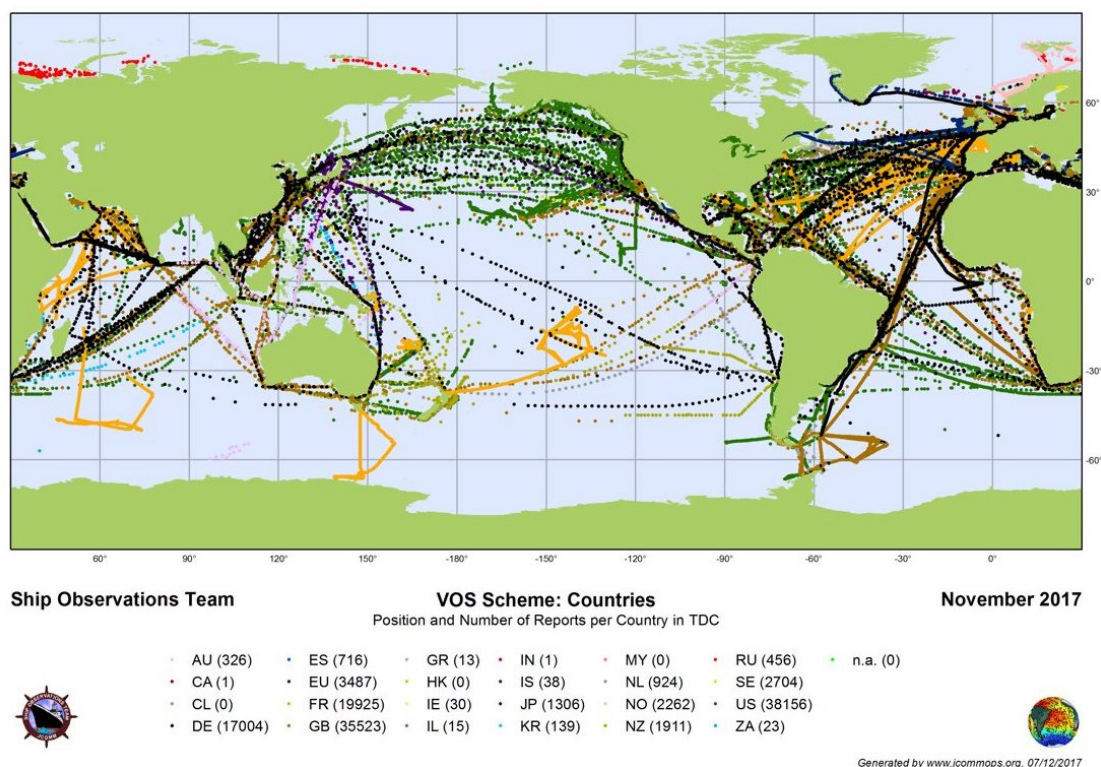 60°
30°
0°
-30°
-60°
60° 90° 120° 150° -180° -150° -120° -90° -60° -30° 0°
Ship Observations Team VOS Scheme: Countries November 2017
Position and Number of Reports per Country in TDC
AU (326) ES (716) GR (13) IN (1) MY (0) RU (456) n.a. (0)
CA (1) EU (3487) HK (0) IS (38) NL (924) SE (2704)
CL (0) FR (19925) IE (30) JP (1306) NO (2262) US (38156)
DE (17004) GB (35523) IL (15) KR (139) NZ (1911) ZA (23)
SHIP OBSERVATIONS TEAM
JCOMM
Generated by www.jcommops.org, 07/12/2017